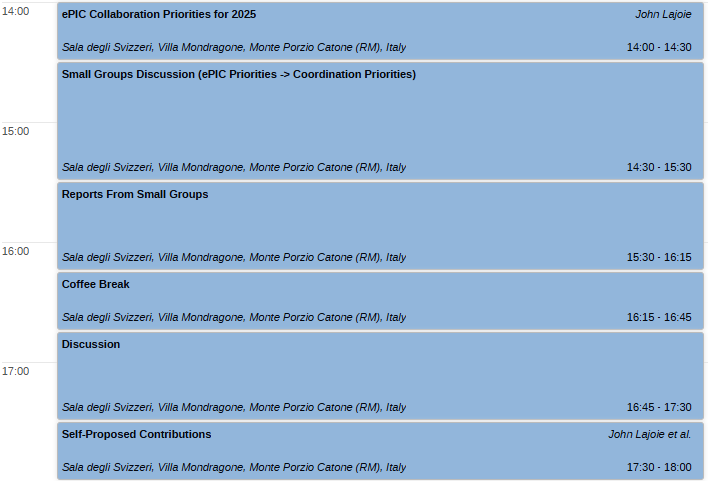 14:00
ePIC Collaboration Priorities for 2025 John Lajoie
Sala degli Svizzeri, Villa Mondragone, Monte Porzio Catone (RM), Italy 14:00 - 14:30
Small Groups Discussion (ePIC Priorities -> Coordination Priorities)
15:00
Sala degli Svizzeri, Villa Mondragone, Monte Porzio Catone (RM), Italy 14:30 - 15:30
Reports From Small Groups
16:00
Sala degli Svizzeri, Villa Mondragone, Monte Porzio Catone (RM), Italy 15:30 - 16:15
Coffee Break
Sala degli Svizzeri, Villa Mondragone, Monte Porzio Catone (RM), Italy 16:15 - 16:45
Discussion
17:00
Sala degli Svizzeri, Villa Mondragone, Monte Porzio Catone (RM), Italy 16:45 - 17:30
Self-Proposed Contributions John Lajoie et al.
Sala degli Svizzeri, Villa Mondragone, Monte Porzio Catone (RM), Italy 17:30 - 18:00